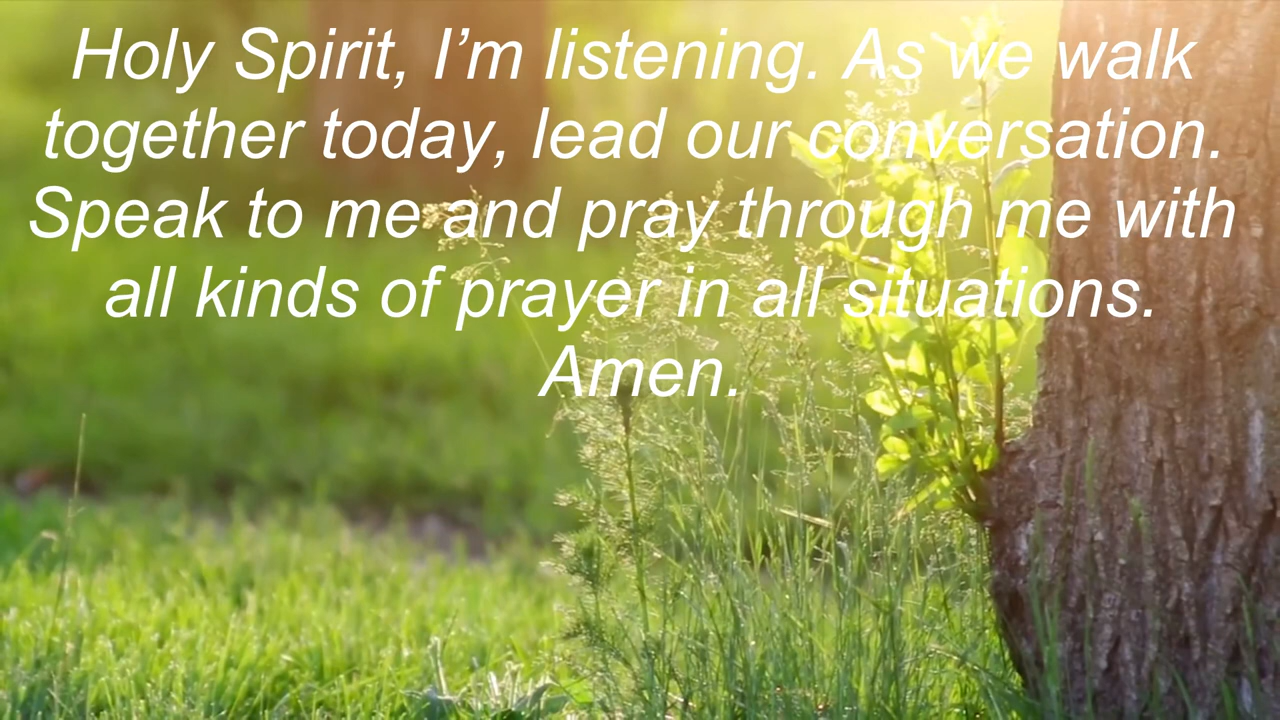 Holy Spirit, I’m listening. As we walk
together today, lead our conversation.
Speak to me and pray through me with
all kinds of prayer in all situations.
Amen.